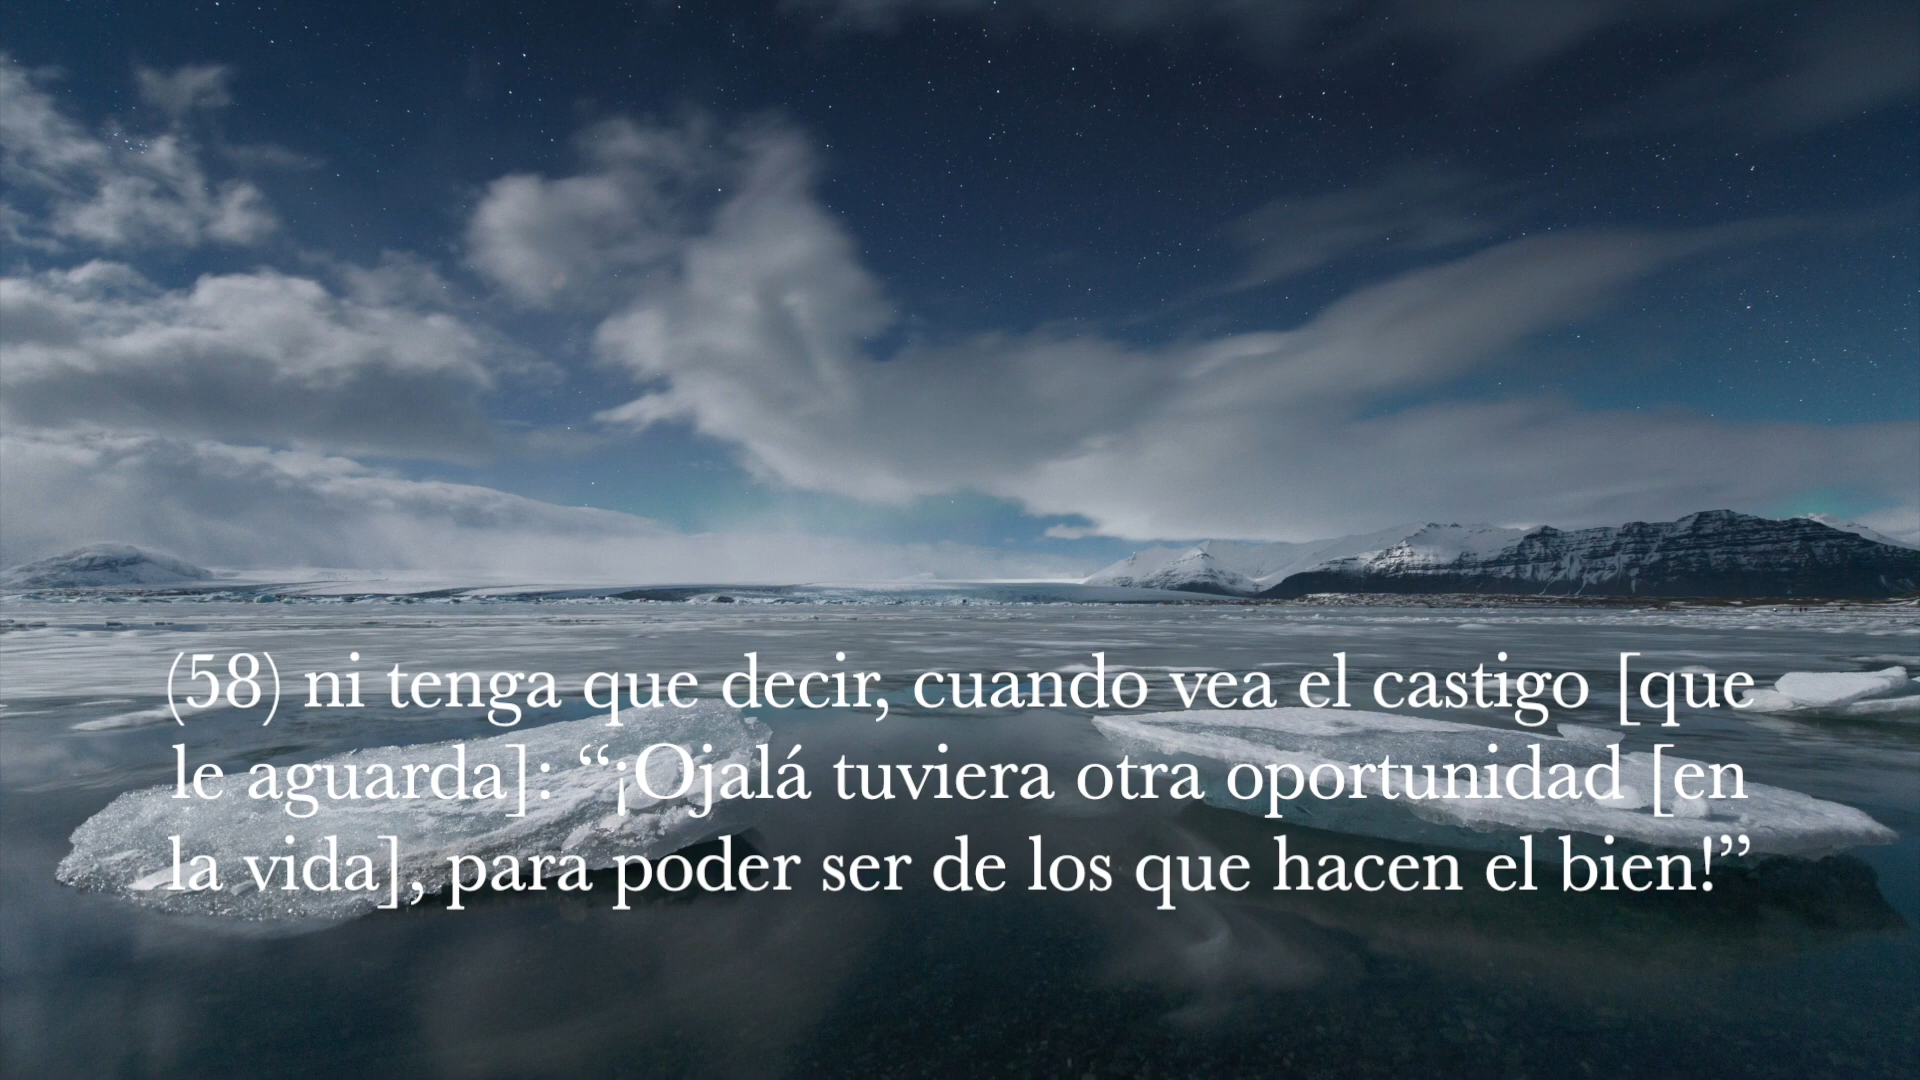 (58) ni tenga que decir, cuando vea el castigo [que
le aguarda]: “¡Ojalá tuviera otra oportunidad [en
la vida], para poder ser de los que hacen el bien!”